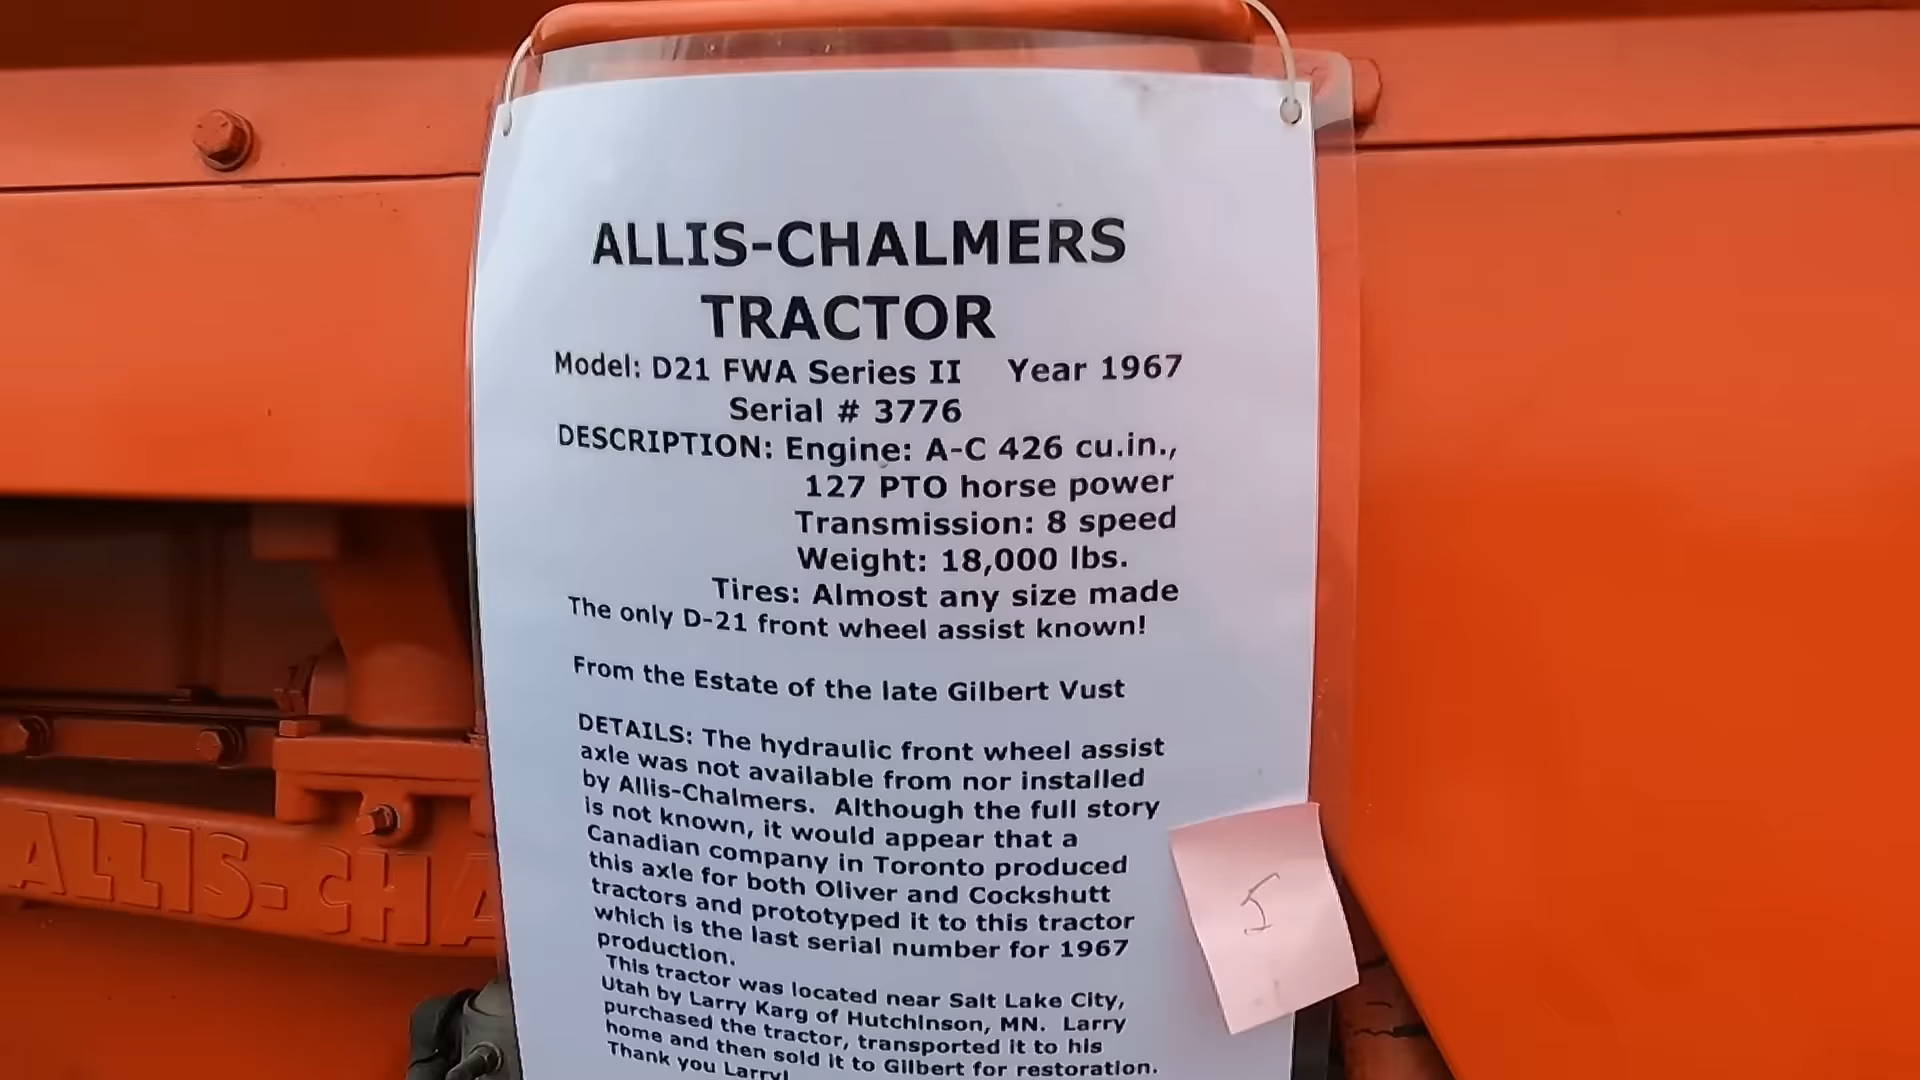 ALLIS-CHALMERS
TRACTOR
Model: D21 FWA Series II Year 1967
Serial # 3776
DESCRIPTION: Engine: A-C 426 cu.in.,
127 PTO horse power
Transmission: 8 speed
Weight: 18,000 lbs.
Tires: Almost any size made
The only D-21 front wheel assist known!
From the Estate of the late Gilbert Vust
DETAILS: The hydraulic front wheel assist
axle was not available from nor installed
by Allis-Chalmers. Although the full story
is not known, it would appear that a
Canadian company in Toronto produced
this axle for both Oliver and Cockshutt
tractors and prototyped it to this tractor
which is the last serial number for 1967
production.
This tractor was located near Salt Lake City,
Utah by Larry Karg of Hutchinson, MN. Larry
purchased the tractor, transported it to his
home and then sold it to Gilbert for restoration.
Thank you Larry!
ALLIS-CHA